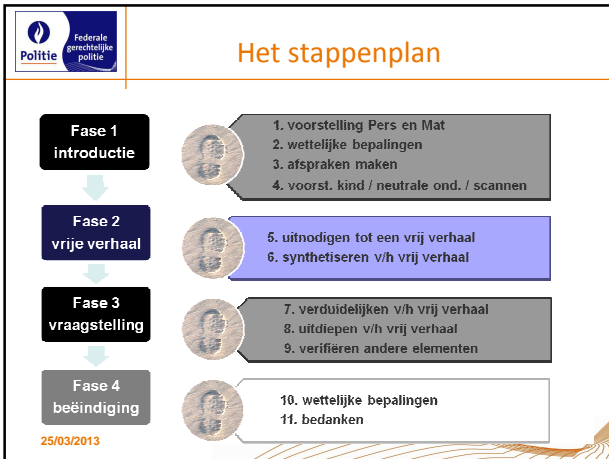 Politie
Federale
gerechtelijke
politie
Het stappenplan
Fase 1
introductie
1. voorstelling Pers en Mat
2. wettelijke bepalingen
3. afspraken maken
4. voorst. kind / neutrale ond. / scannen
Fase 2
vrije verhaal
5. uitnodigen tot een vrij verhaal
6. synthetiseren v/h vrij verhaal
Fase 3
vraagstelling
7. verduidelijken v/h vrij verhaal
8. uitdiepen v/h vrij verhaal
9. verifiëren andere elementen
Fase 4
beëindiging
10. wettelijke bepalingen
11. bedanken
25/03/2013